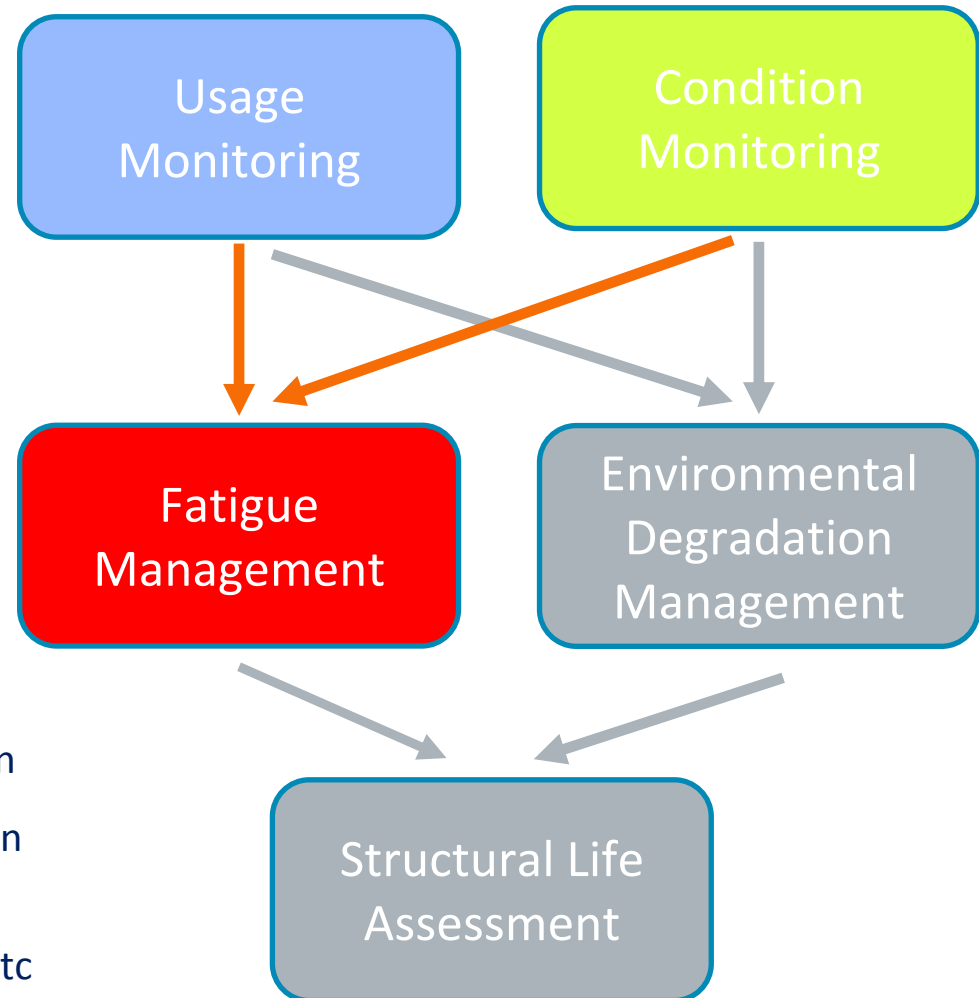 Usage
Monitoring
Condition
Monitoring
Fatigue
Management
Environmental
Degradation
Management
Structural Life
Assessment